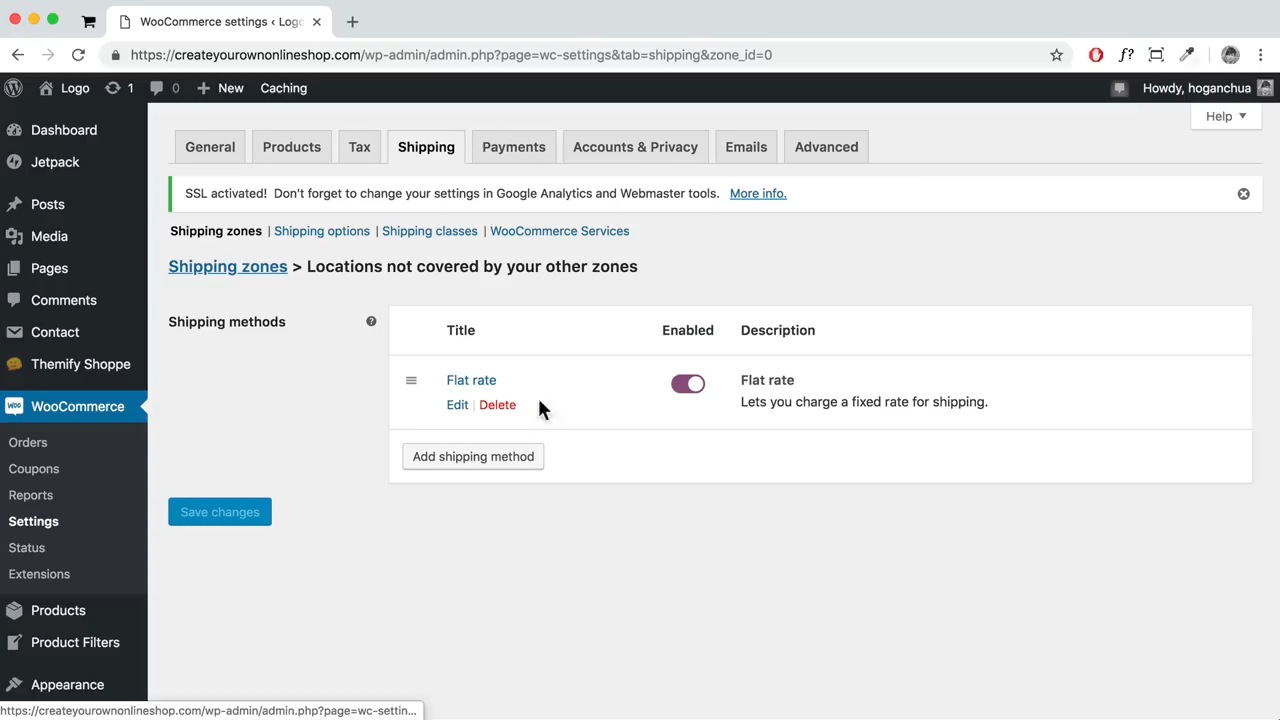 WooCommerce settings ‹ Logo
https://createyourownonlineshop.com/wp-admin/admin.php?page=wc-settings&tab=shipping&zone_id=0
f?
Logo
1
0
New
Caching
Howdy, hoganchua
Help
Dashboard
Jetpack
Posts
Media
Pages
Comments
Contact
Themify Shoppe
Woo
WooCommerce
Orders
Coupons
Reports
Settings
Status
Extensions
Products
Product Filters
Appearance
General
Products
Tax
Shipping
Payments
Accounts & Privacy
Emails
Advanced
SSL activated! Don't forget to change your settings in Google Analytics and Webmaster tools. More info.
Shipping zones | Shipping options | Shipping classes | WooCommerce Services
Shipping zones > Locations not covered by your other zones
Shipping methods
?
Title
Enabled
Description
Flat rate
Edit | Delete
Flat rate
Lets you charge a fixed rate for shipping.
Add shipping method
Save changes
https://createyourownonlineshop.com/wp-admin/admin.php?page=wc-settin...